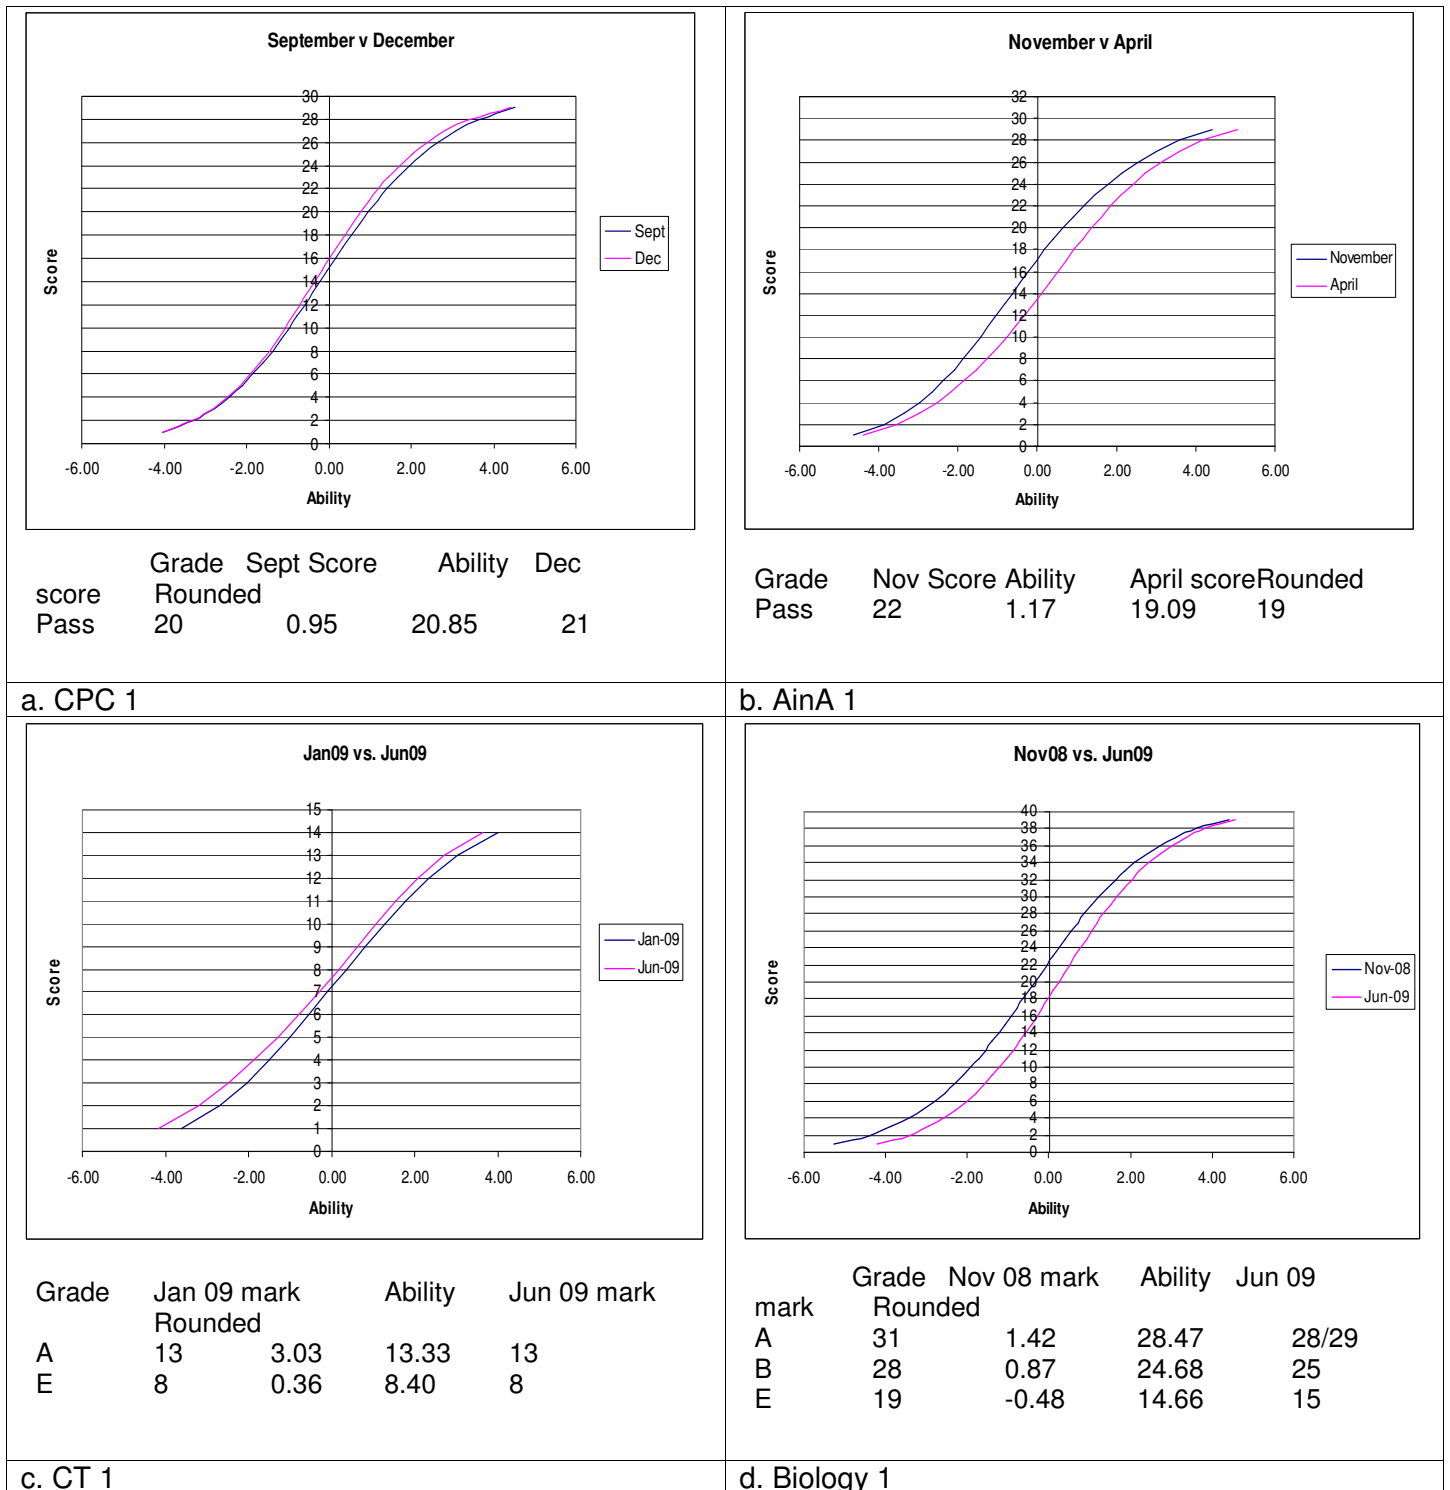 September v December
30
28
26
24
22
20
18
16
14
12
10
8
6
4
2
0
-6.00 -4.00 -2.00 0.00 2.00 4.00 6.00
Score
Ability
Sept
Dec
Grade Sept Score Ability Dec
score Rounded
Pass 20 0.95 20.85 21
a. CPC 1
November v April
32
30
28
26
24
22
20
18
16
14
12
10
8
6
4
2
0
-6.00 -4.00 -2.00 0.00 2.00 4.00 6.00
Score
Ability
November
April
Grade Nov Score Ability April scoreRounded
Pass 22 1.17 19.09 19
b. AinA 1
Jan09 vs. Jun09
15
14
13
12
11
10
9
8
7
6
5
4
3
2
1
0
-6.00 -4.00 -2.00 0.00 2.00 4.00 6.00
Score
Ability
Jan-09
Jun-09
Grade Jan 09 mark Ability Jun 09 mark
Rounded
A 13 3.03 13.33 13
E 8 0.36 8.40 8
c. CT 1
Nov08 vs. Jun09
40
38
36
34
32
30
28
26
24
22
20
18
16
14
12
10
8
6
4
2
0
-6.00 -4.00 -2.00 0.00 2.00 4.00 6.00
Score
Ability
Nov-08
Jun-09
Grade Nov 08 mark Ability Jun 09
mark Rounded
A 31 1.42 28.47 28/29
B 28 0.87 24.68 25
E 19 -0.48 14.66 15
d. Biology 1